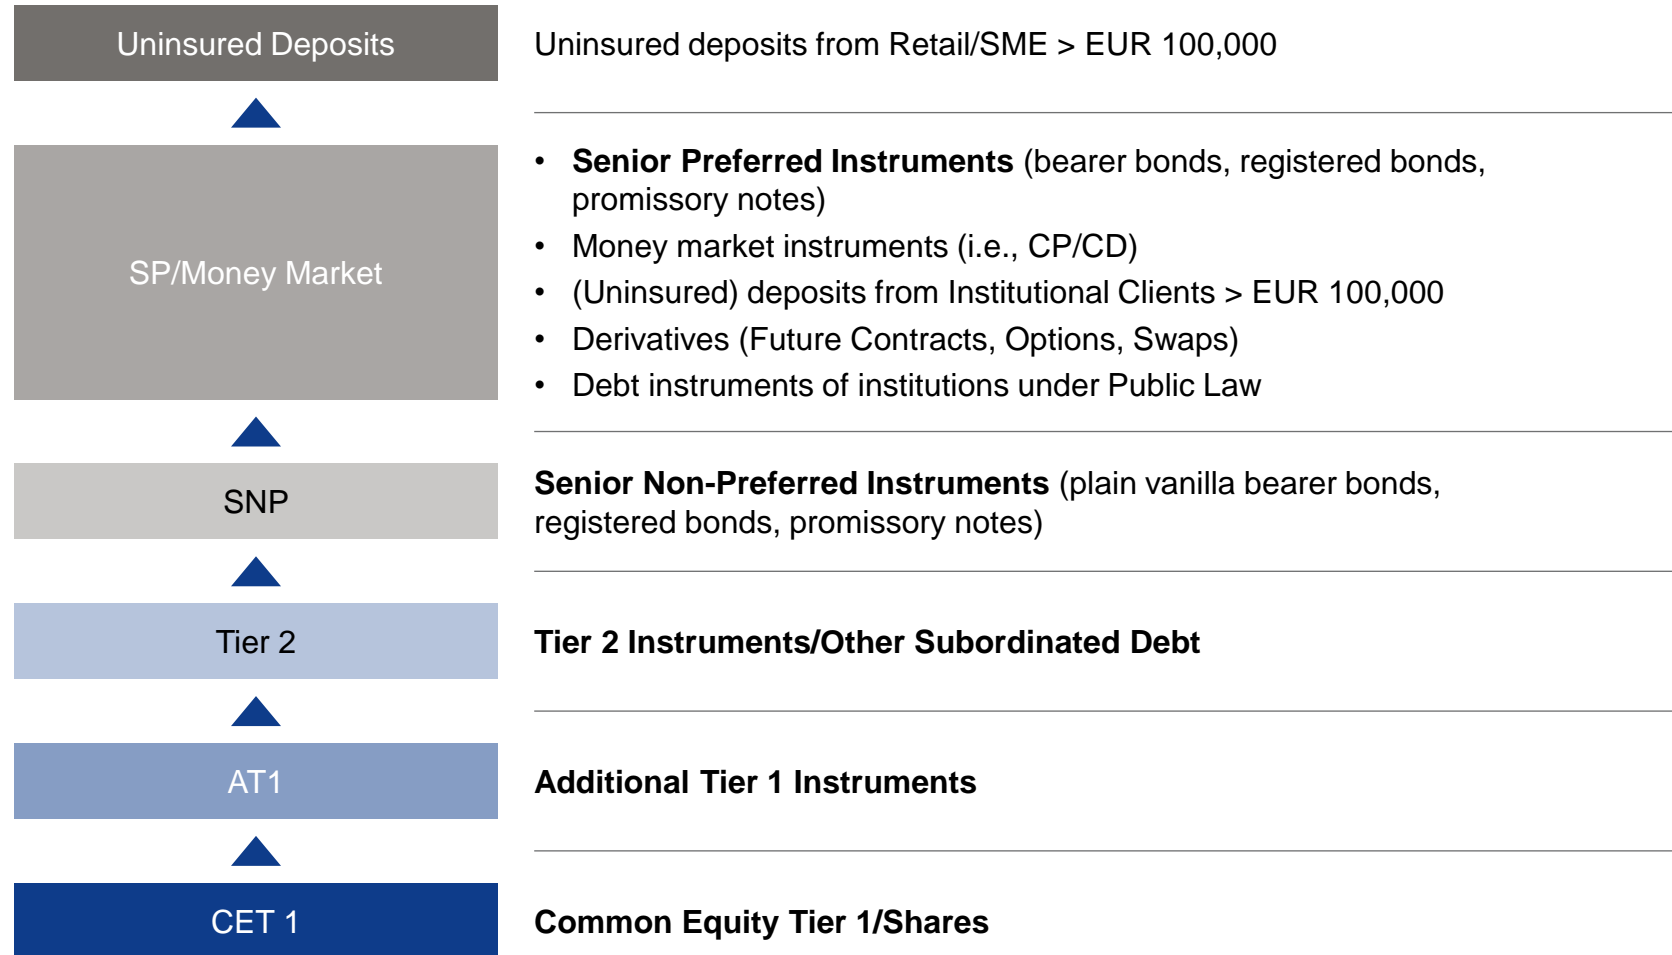 Uninsured Deposits
Uninsured deposits from Retail/SME > EUR 100,000
SP/Money Market
• Senior Preferred Instruments (bearer bonds, registered bonds,
promissory notes)
• Money market instruments (i.e., CP/CD)
• (Uninsured) deposits from Institutional Clients > EUR 100,000
• Derivatives (Future Contracts, Options, Swaps)
• Debt instruments of institutions under Public Law
SNP
Senior Non-Preferred Instruments (plain vanilla bearer bonds,
registered bonds, promissory notes)
Tier 2
Tier 2 Instruments/Other Subordinated Debt
AT1
Additional Tier 1 Instruments
CET 1
Common Equity Tier 1/Shares